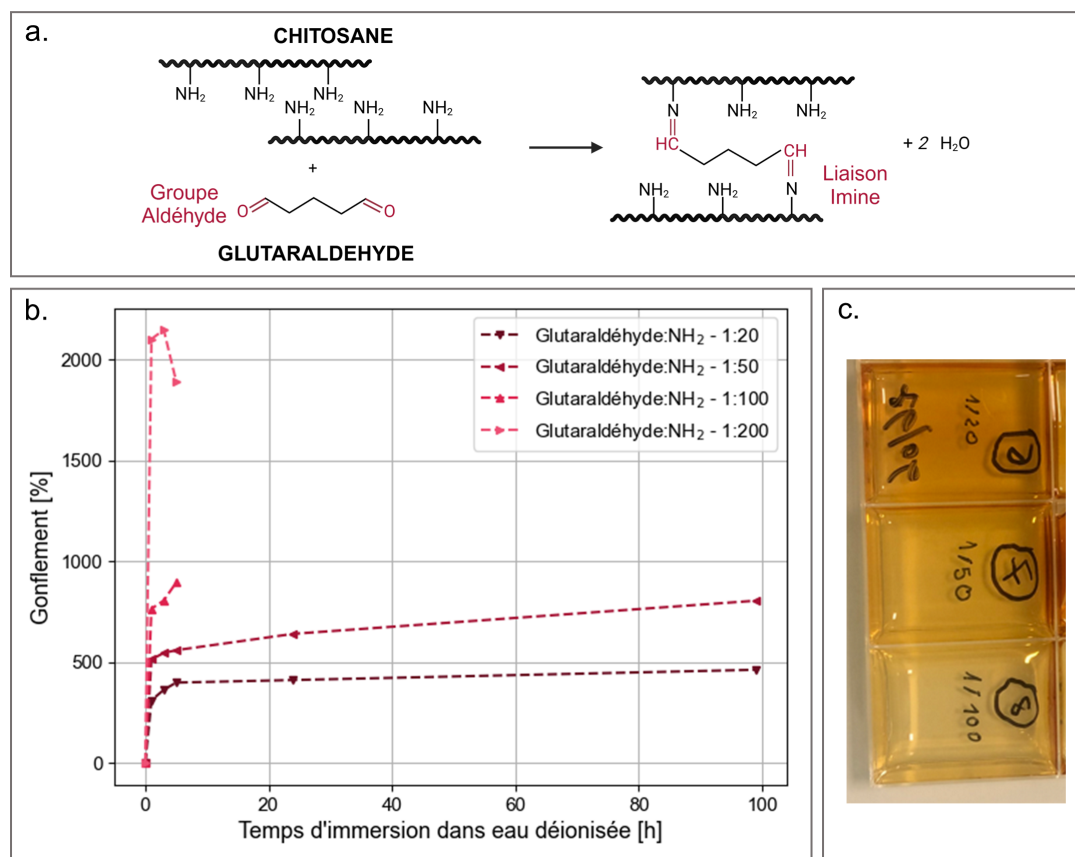 a.
CHITOSANE
NH₂ NH₂ NH₂
NH₂ NH₂ NH₂
+
Groupe
Aldéhyde
O O
GLUTARALDEHYDE
N NH₂ NH₂
HC CH
NH₂ NH₂ N
Liaison
Imine
+ 2 H₂O
b.
Glutaraldéhyde:NH₂ - 1:20
Glutaraldéhyde:NH₂ - 1:50
Glutaraldéhyde:NH₂ - 1:100
Glutaraldéhyde:NH₂ - 1:200
Gonflement [%]
2000
1500
1000
500
0
0 20 40 60 80 100
Temps d'immersion dans eau déionisée [h]
c.
1/20
1/50
1/100
8